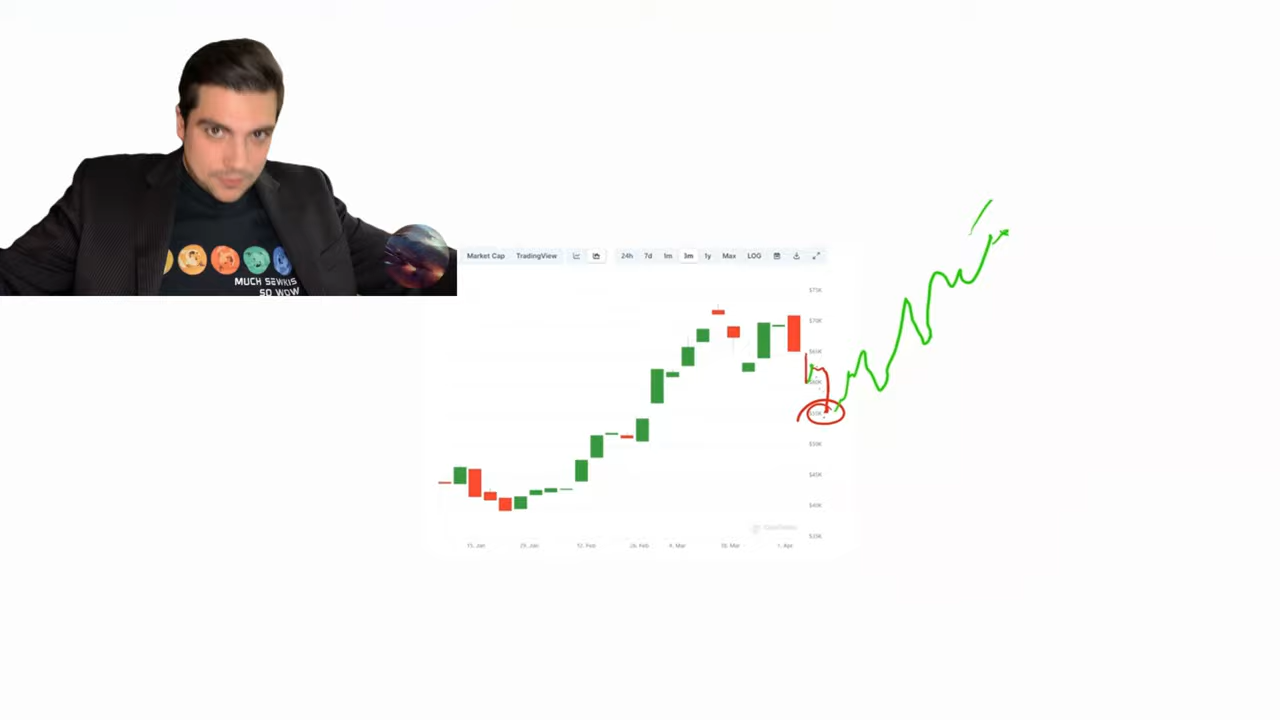 MUCH SEWKIS
SO WOW
Market Cap TradingView 24h 7d 1m 3m 1y Max LOG
$75K
$70K
$65K
$60K
$50K
$45K
$40K
$35K
15. Jan 29. Jan 12. Feb 26. Feb 4. Mar 18. Mar 1. Apr